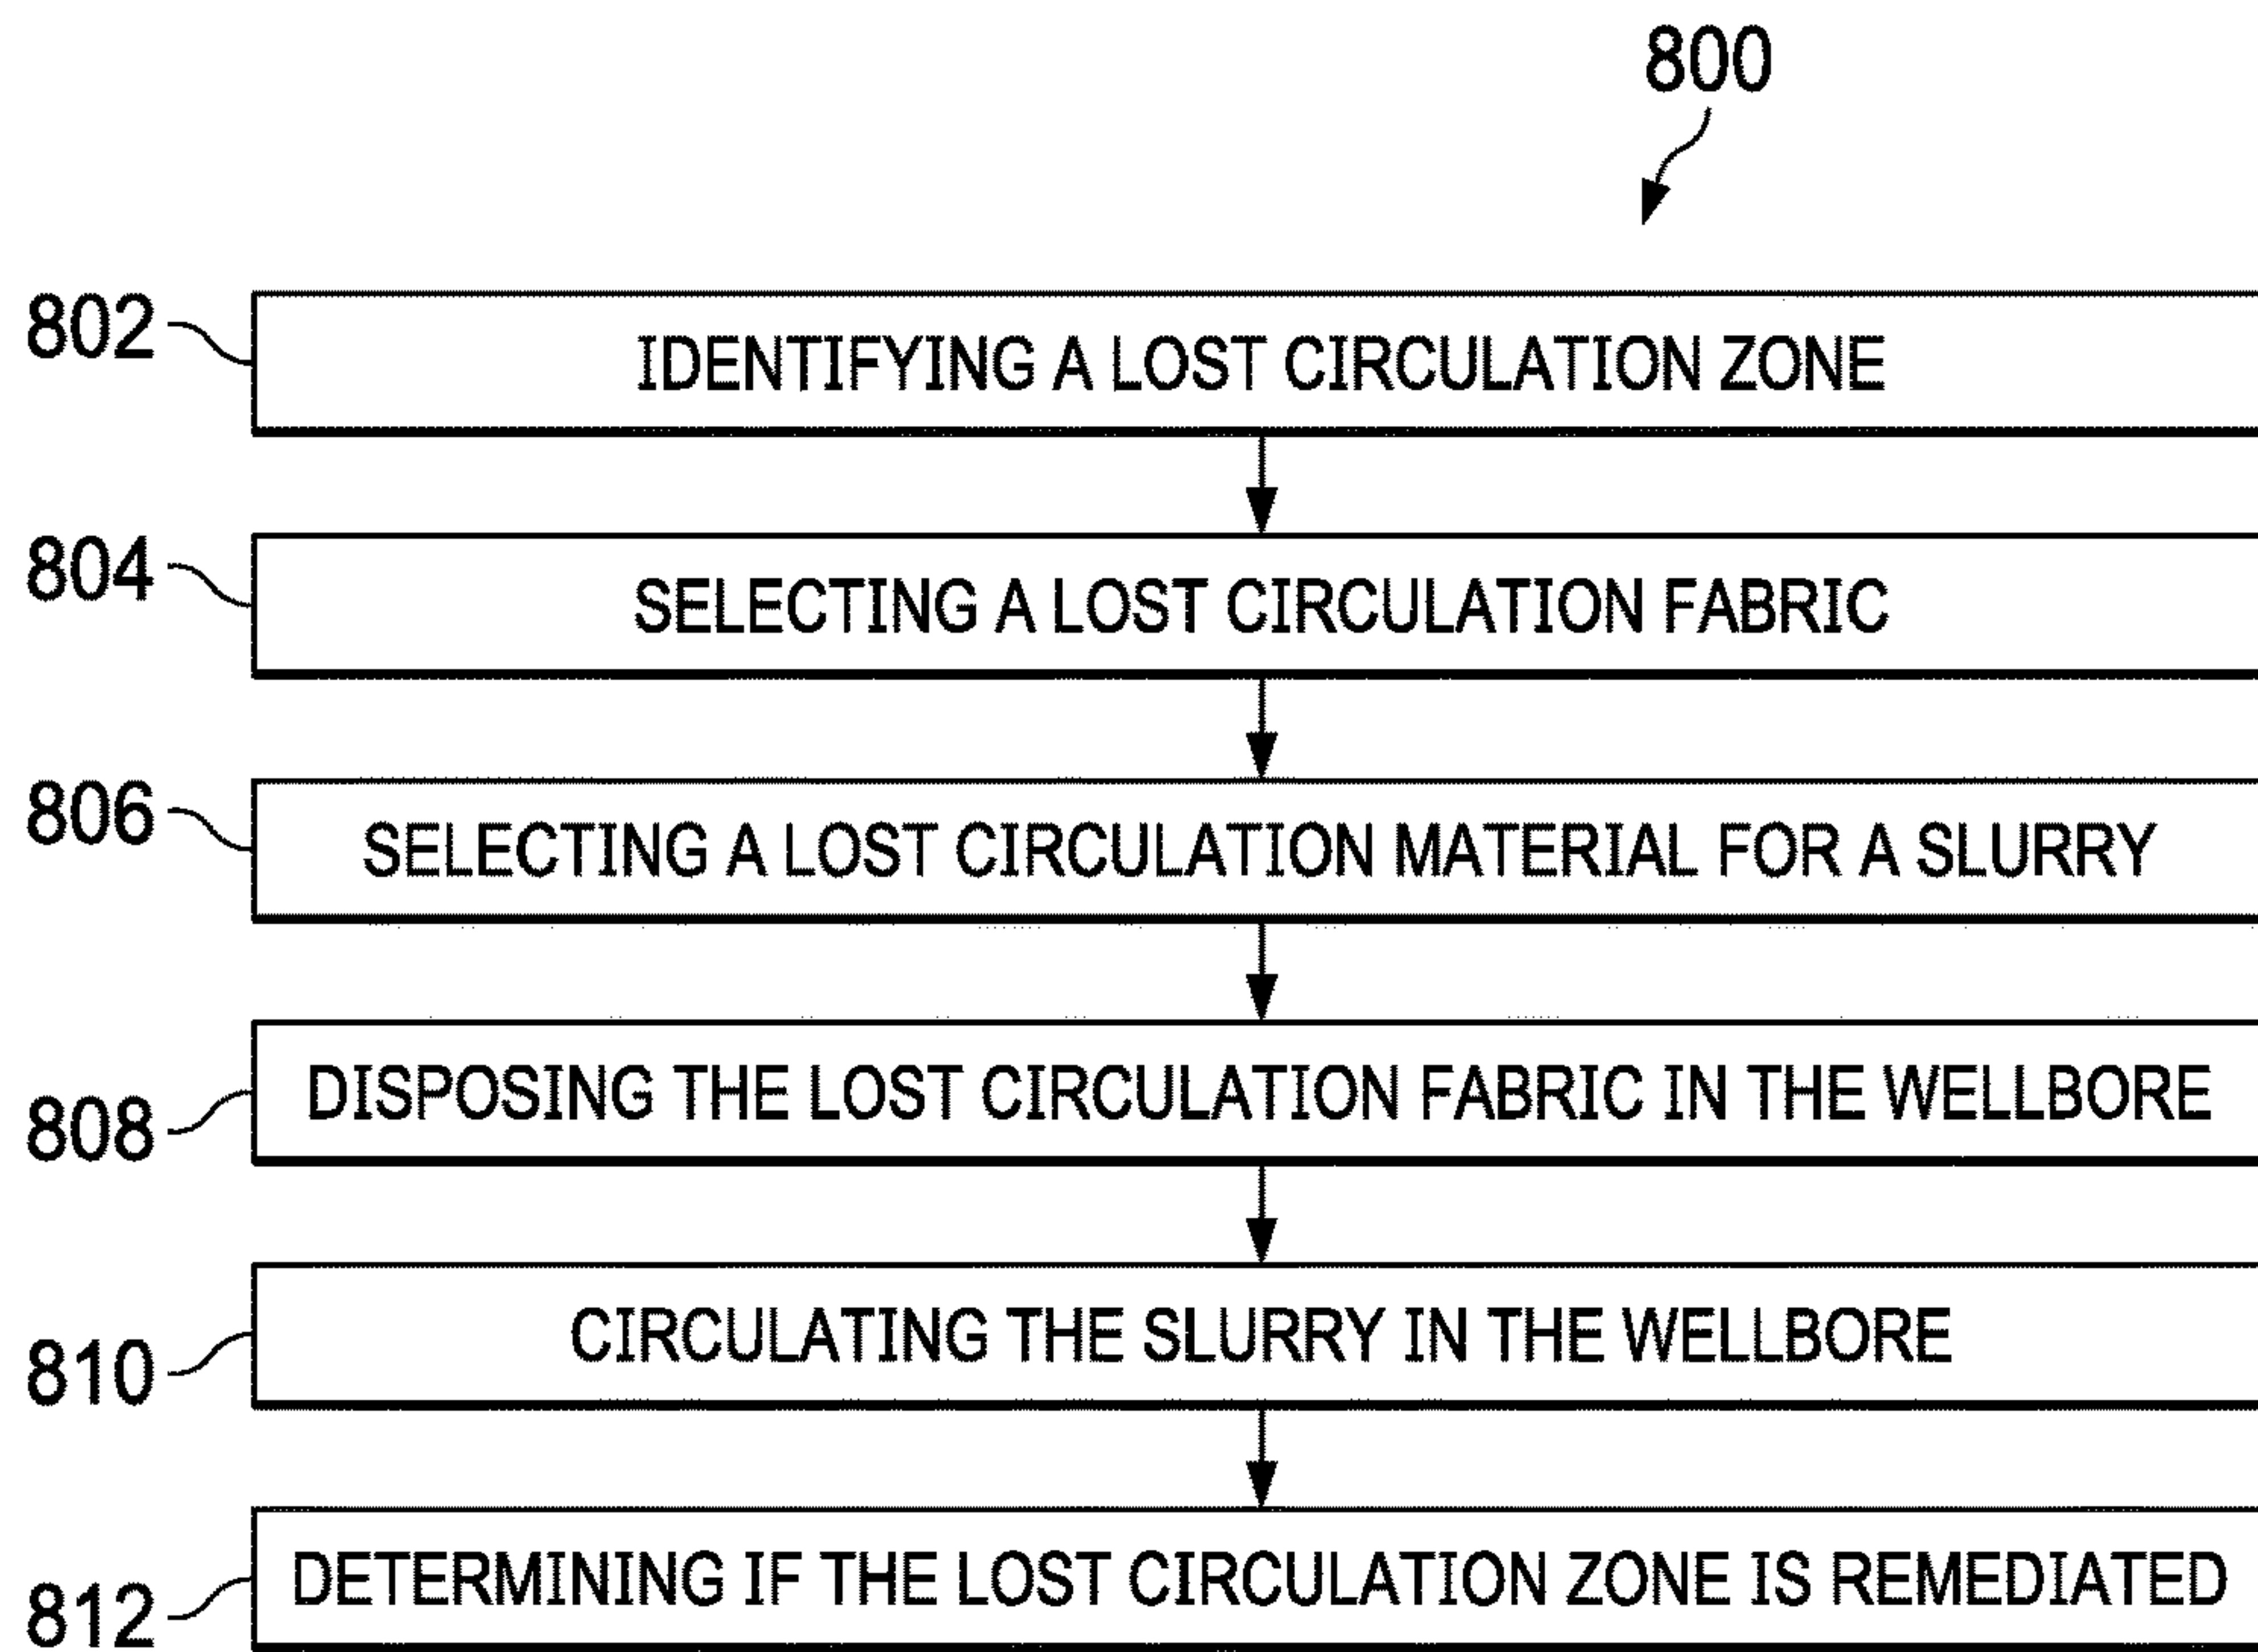 800
802 IDENTIFYING A LOST CIRCULATION ZONE
804 SELECTING A LOST CIRCULATION FABRIC
806 SELECTING A LOST CIRCULATION MATERIAL FOR A SLURRY
808 DISPOSING THE LOST CIRCULATION FABRIC IN THE WELLBORE
810 CIRCULATING THE SLURRY IN THE WELLBORE
812 DETERMINING IF THE LOST CIRCULATION ZONE IS REMEDIATED